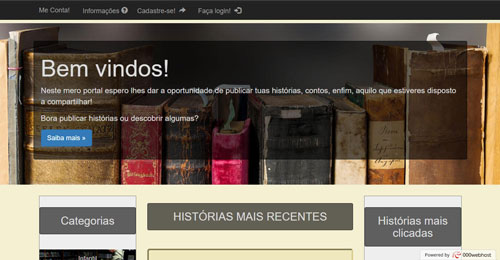 Me Conta! Informações Cadastre-se! Faça login!
Bem vindos!
Neste mero portal espero lhes dar a oportunidade de publicar tuas histórias, contos, enfim, aquilo que estiveres disposto
a compartilhar!
Bora publicar histórias ou descobrir algumas?
Saiba mais »
Categorias
HISTÓRIAS MAIS RECENTES
Histórias mais
clicadas
Infantil
Powered by 000webhost